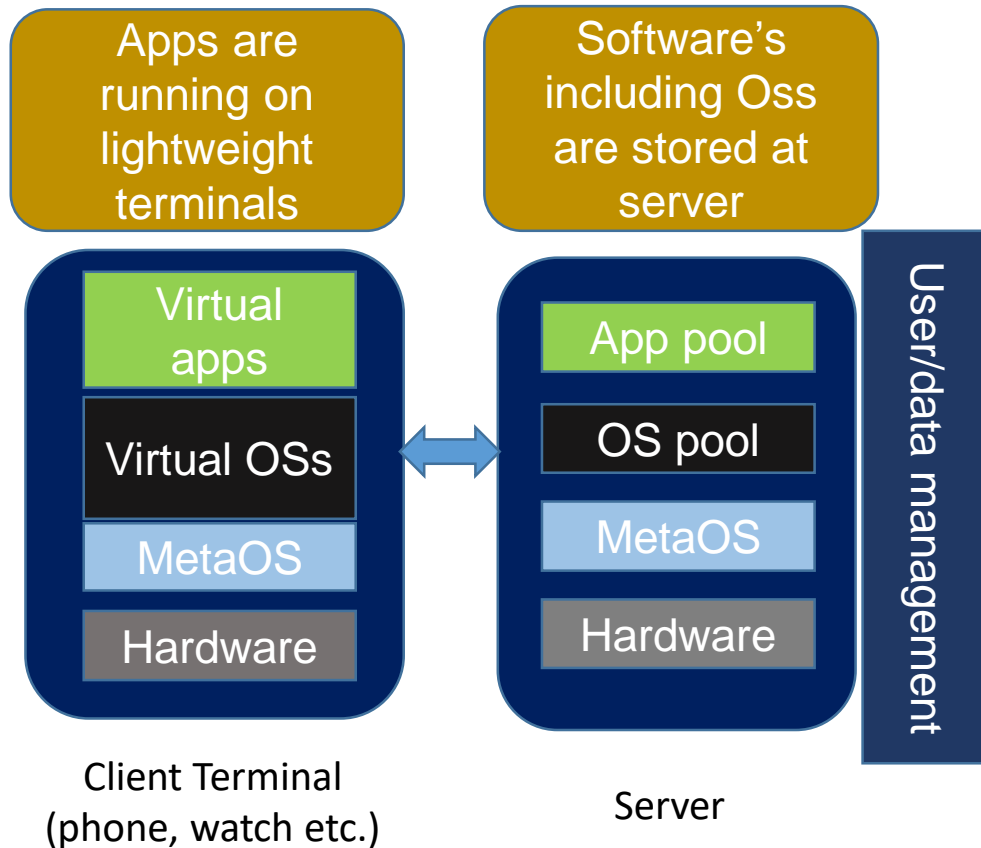 Apps are
running on
lightweight
terminals
Software’s
including Oss
are stored at
server
Virtual
apps
Virtual OSs
MetaOS
Hardware
App pool
OS pool
MetaOS
Hardware
User/data management
Client Terminal
(phone, watch etc.)
Server